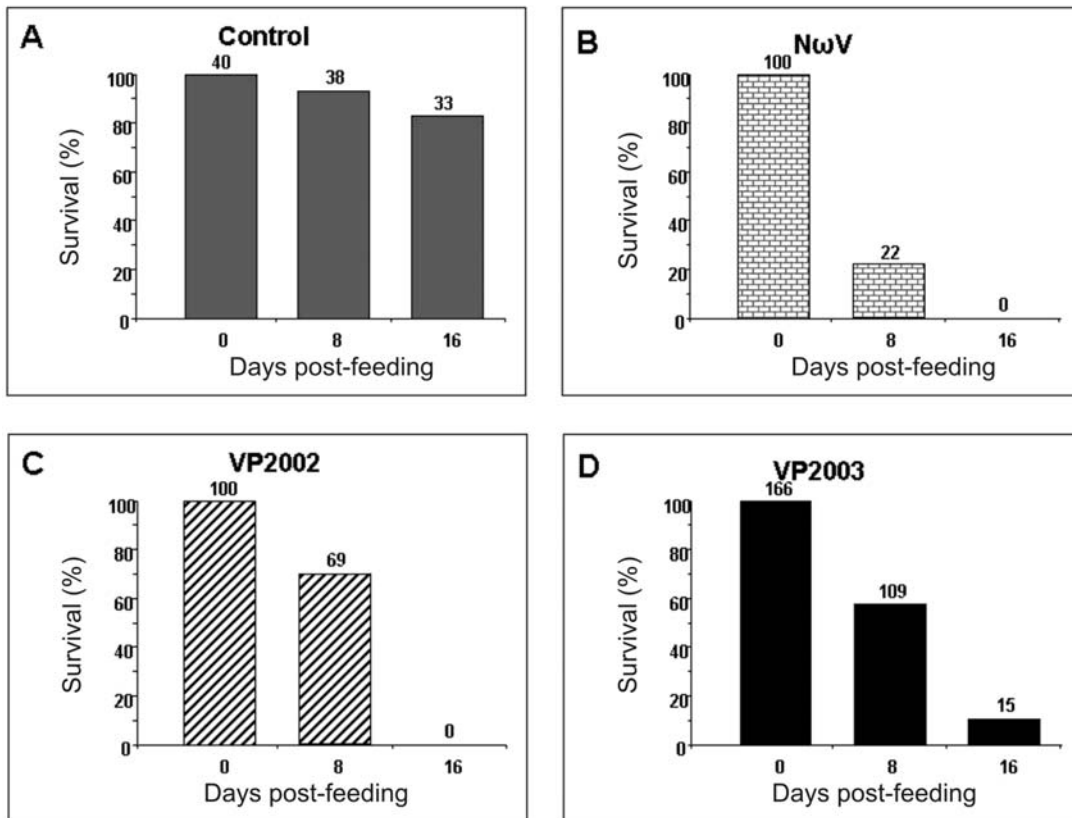 A
Control
40
38
33
100
80
60
40
20
0
Survival (%)
0 8 16
Days post-feeding
B
NωV
100
22
0
100
80
60
40
20
0
Survival (%)
0 8 16
Days post-feeding
C
VP2002
100
69
0
100
80
60
40
20
0
Survival (%)
0 8 16
Days post-feeding
D
VP2003
166
109
15
100
80
60
40
20
0
Survival (%)
0 8 16
Days post-feeding